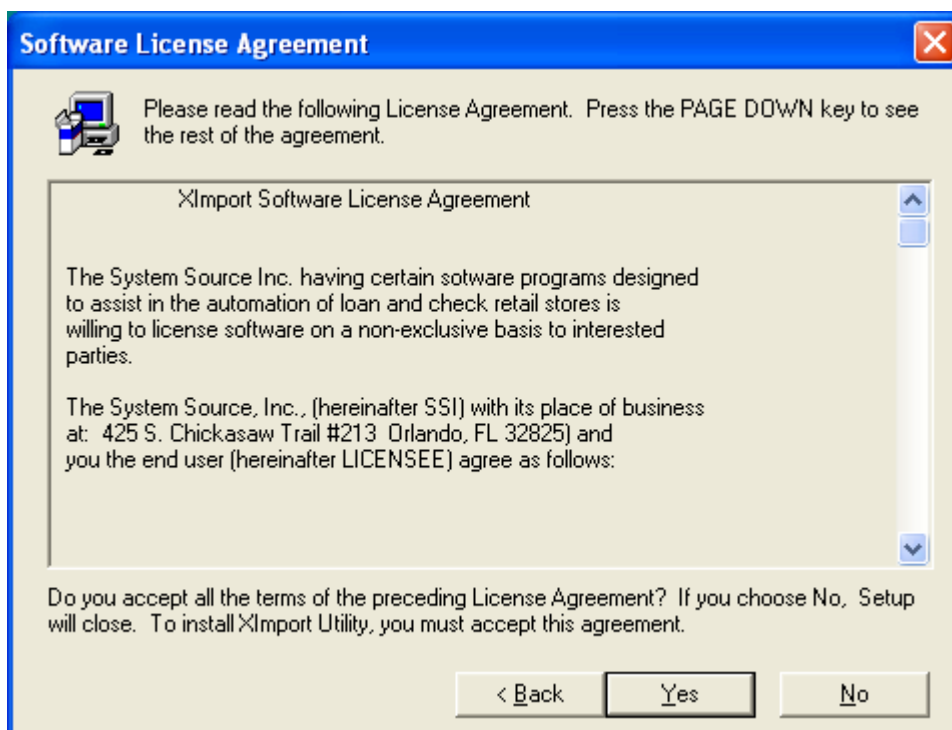 Software License Agreement
Please read the following License Agreement.  Press the PAGE DOWN key to see
the rest of the agreement.
XImport Software License Agreement
The System Source Inc. having certain sotware programs designed
to assist in the automation of loan and check retail stores is
willing to license software on a non-exclusive basis to interested
parties.
The System Source, Inc., (hereinafter SSI) with its place of business
at:  425 S. Chickasaw Trail #213  Orlando, FL 32825) and
you the end user (hereinafter LICENSEE) agree as follows:
Do you accept all the terms of the preceding License Agreement?  If you choose No,  Setup
will close.  To install XImport Utility, you must accept this agreement.
< Back
Yes
No